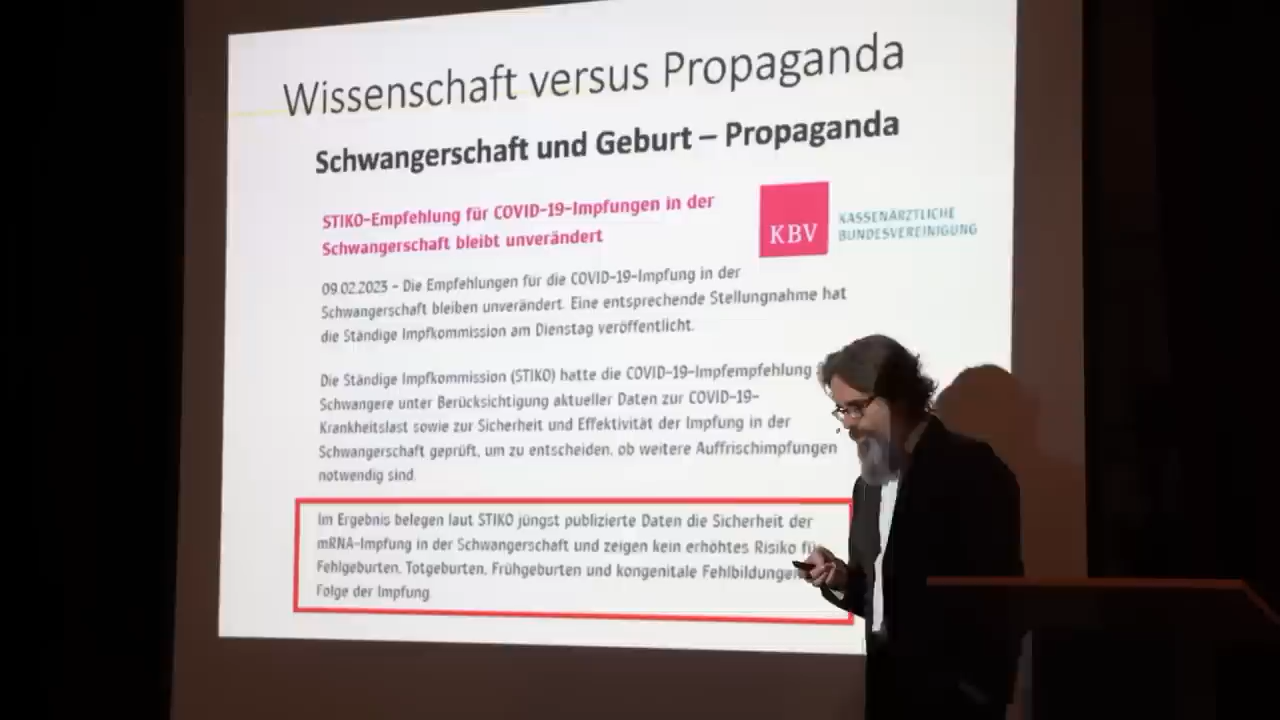 Wissenschaft versus Propaganda
Schwangerschaft und Geburt – Propaganda
STIKO-Empfehlung für COVID-19-Impfungen in der
Schwangerschaft bleibt unverändert
KBV
KASSENÄRZTLICHE
BUNDESVEREINIGUNG
09.02.2023 – Die Empfehlungen für die COVID-19-Impfung in der
Schwangerschaft bleiben unverändert. Eine entsprechende Stellungnahme hat
die Ständige Impfkommission am Dienstag veröffentlicht.
Die Ständige Impfkommission (STIKO) hatte die COVID-19-Impfempfehlung
Schwangere unter Berücksichtigung aktueller Daten zur COVID-19-
Krankheitslast sowie zur Sicherheit und Effektivität der Impfung in der
Schwangerschaft geprüft, um zu entscheiden, ob weitere Auffrischimpfungen
notwendig sind.
Im Ergebnis belegen laut STIKO jüngst publizierte Daten die Sicherheit der
mRNA-Impfung in der Schwangerschaft und zeigen kein erhöhtes Risiko
Fehlgeburten, Totgeburten, Frühgeburten und kongenitale Fehlbildungen
Folge der Impfung.